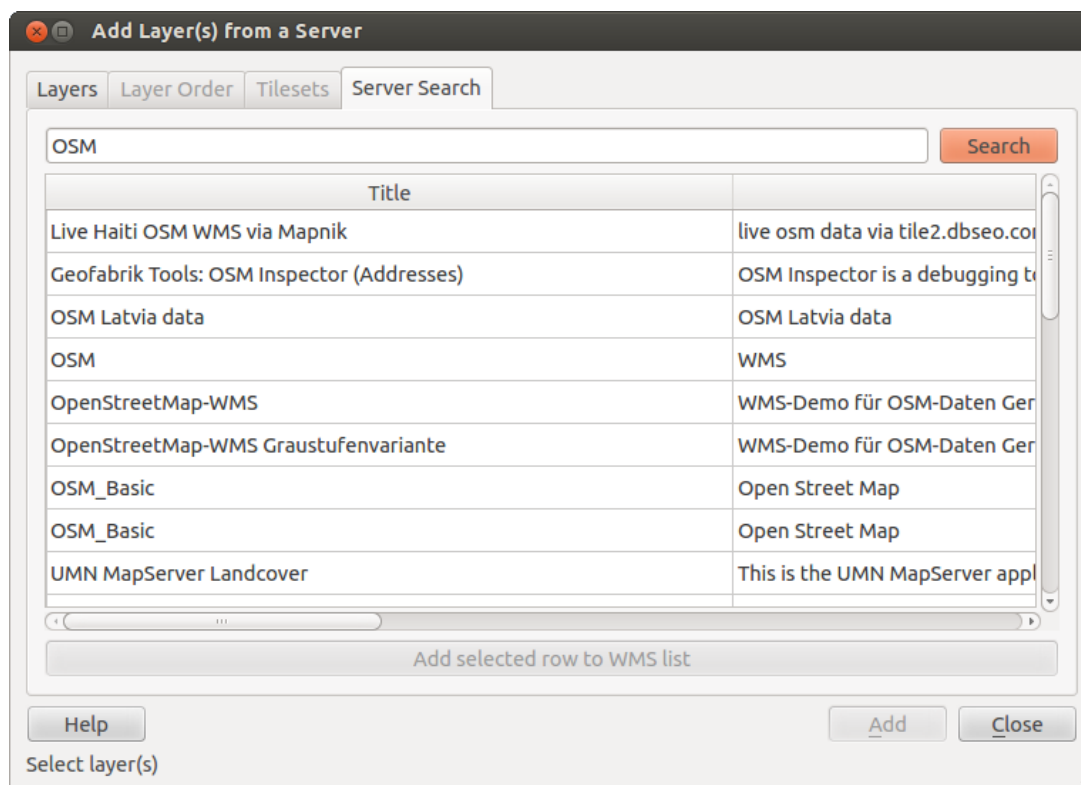 Add Layer(s) from a Server
Layers Layer Order Tilesets Server Search
OSM Search
Title
Live Haiti OSM WMS via Mapnik live osm data via tile2.dbseo.co
Geofabrik Tools: OSM Inspector (Addresses) OSM Inspector is a debugging t
OSM Latvia data OSM Latvia data
OSM WMS
OpenStreetMap-WMS WMS-Demo für OSM-Daten Ger
OpenStreetMap-WMS Graustufenvariante WMS-Demo für OSM-Daten Ger
OSM_Basic Open Street Map
OSM_Basic Open Street Map
UMN MapServer Landcover This is the UMN MapServer appl
Add selected row to WMS list
Help Add Close
Select layer(s)